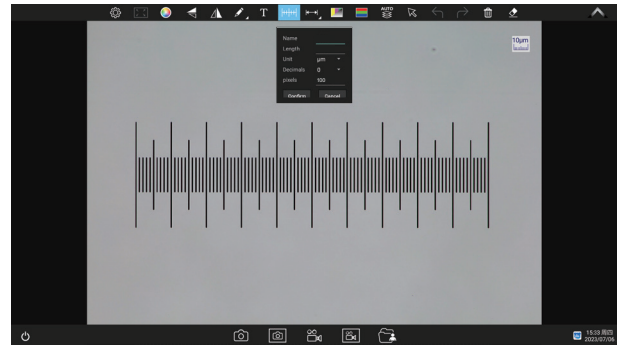 T
AUTO
10μm
Name
Length
Unit μm
Decimals 0
pixels 100
Confirm Cancel
15:33 周四
2023/07/06